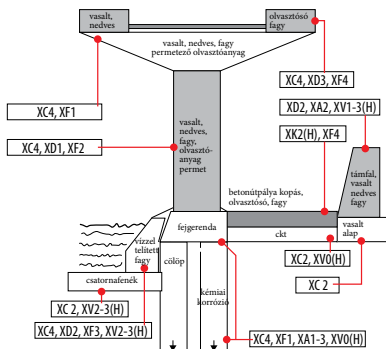 vasalt,
nedves
olvasztósó
fagy
vasalt, nedves, fagy
permetező olvasztóanyag
XC4, XD3, XF4
XC4, XF1
XD2, XA2, XV1-3(H)
vasalt,
nedves,
fagy,
olvasztó-
anyag
permet
XC4, XD1, XF2
XK2(H), XF4
támfal,
vasalt
nedves
fagy
betonútpálya kopás,
olvasztósó, fagy
fejgerenda
vasalt
alap
ckt
vízzel
telített
fagy
cölöp
XC2, XV0(H)
csatornafenék
kémiai
korrózió
XC 2
XC 2, XV2-3(H)
XC4, XD2, XF3, XV2-3(H)
XC4, XF1, XA1-3, XV0(H)